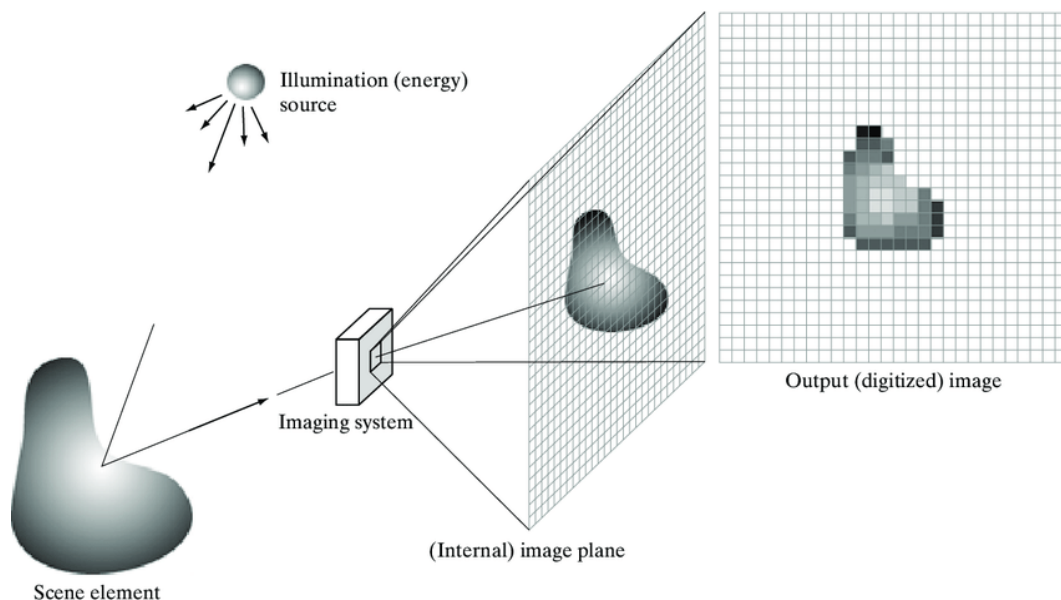 Illumination (energy)
source
Output (digitized) image
Imaging system
(Internal) image plane
Scene element